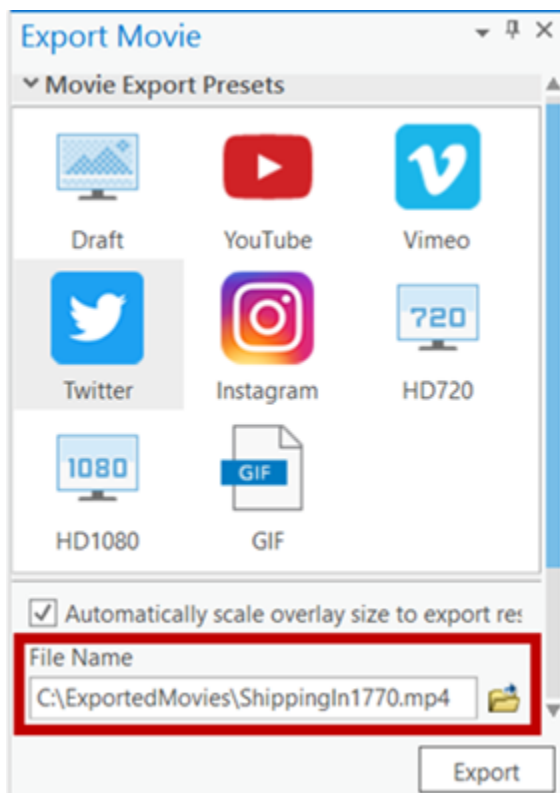 Export Movie
Movie Export Presets
Draft YouTube Vimeo
720
Twitter Instagram HD720
1080 GIF
HD1080 GIF
Automatically scale overlay size to export res
File Name
C:\ExportedMovies\ShippingIn1770.mp4
Export